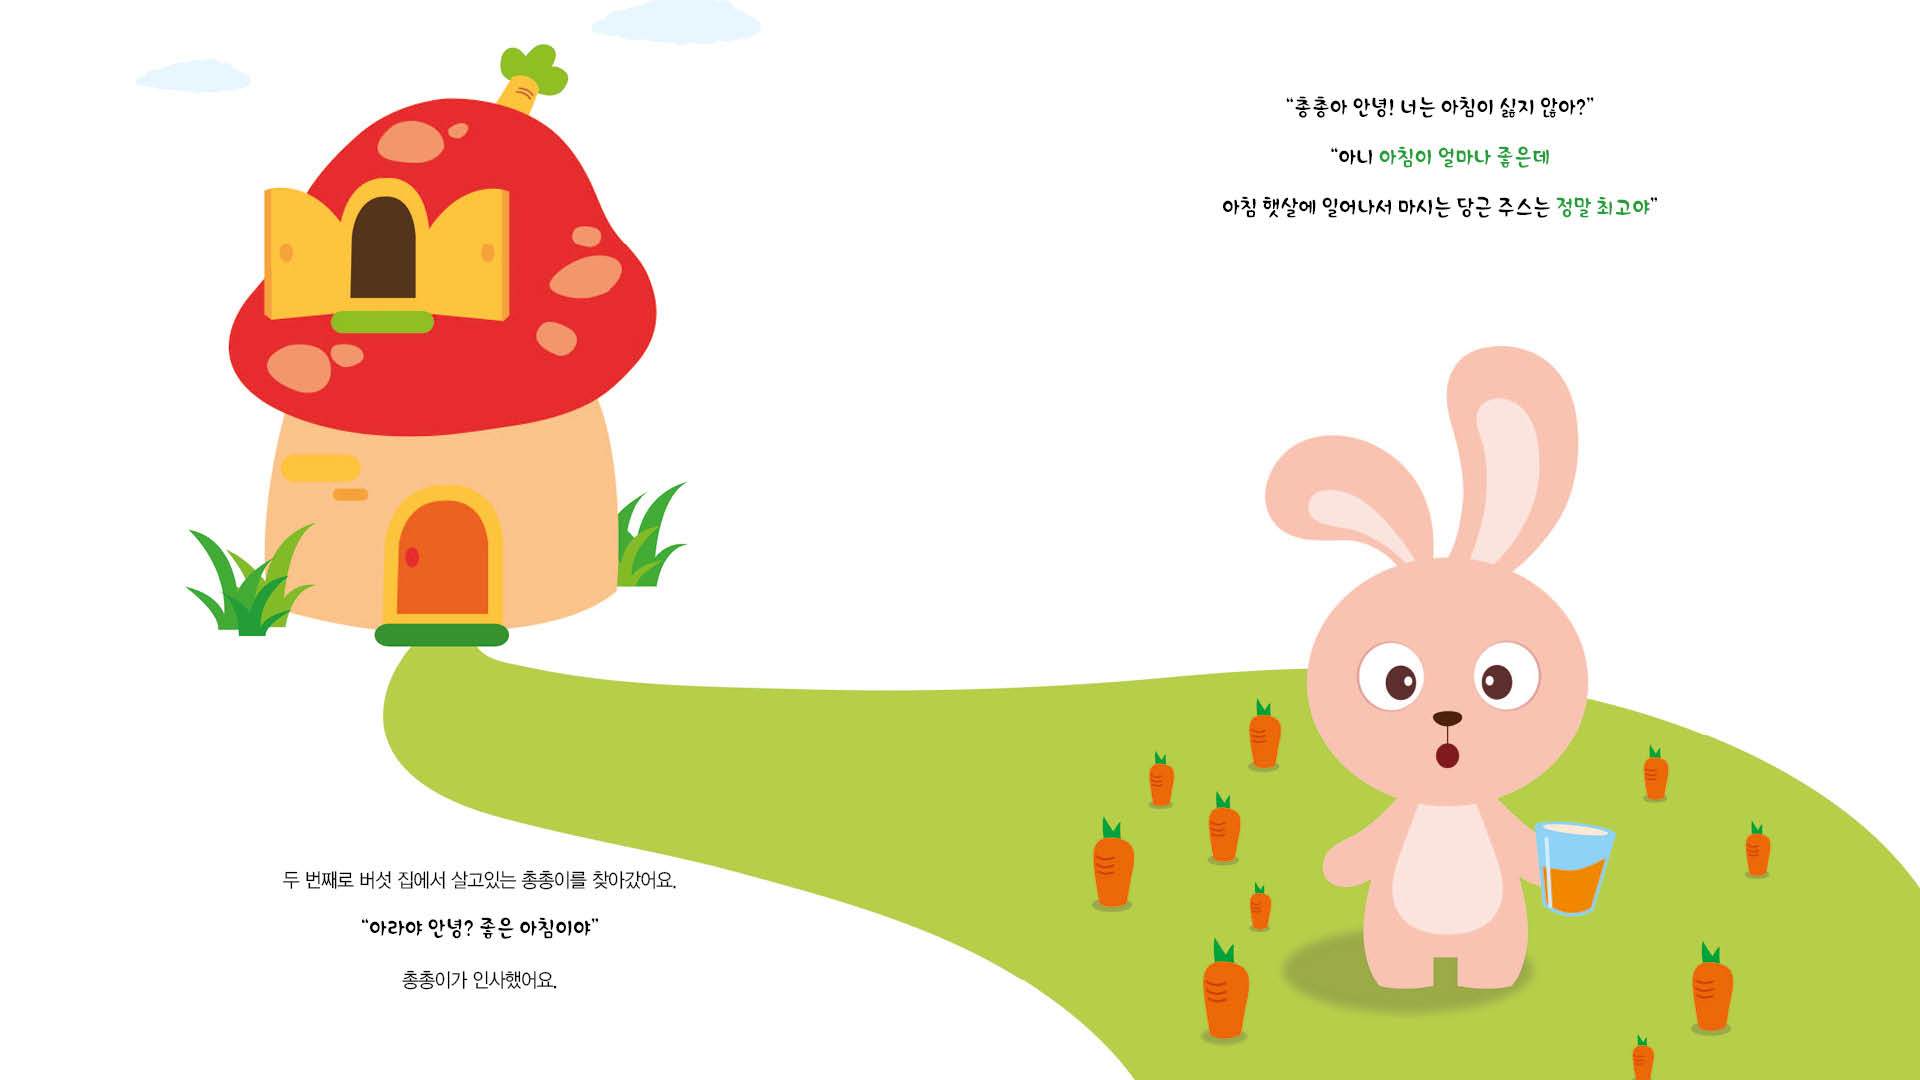 두 번째로 버섯 집에서 살고있는 총총이를 찾아갔어요.
“아라야 안녕? 좋은 아침이야”
총총이가 인사했어요.
“총총아 안녕! 너는 아침이 싫지 않아?”
“아니 아침이 얼마나 좋은데
아침 햇살에 일어나서 마시는 당근 주스는 정말 최고야”